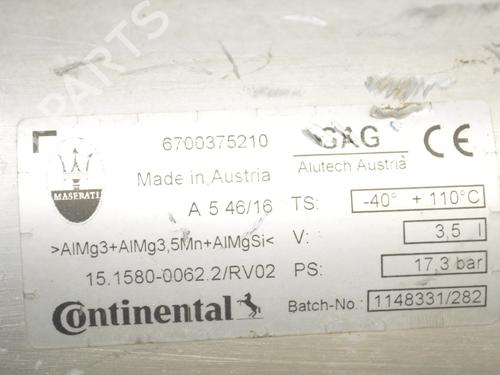 PARTS
6700375210
Made in Austria
A 5 46/16
>AlMg3+AlMg3,5Mn+AlMgSi<
15.1580-0062.2/RV02
MASERATI
Continental
Alutech Austria
CE
TS: -40° + 110°C
V: 3,5 l
PS: 17,3 bar
Batch-No.: 1148331/282